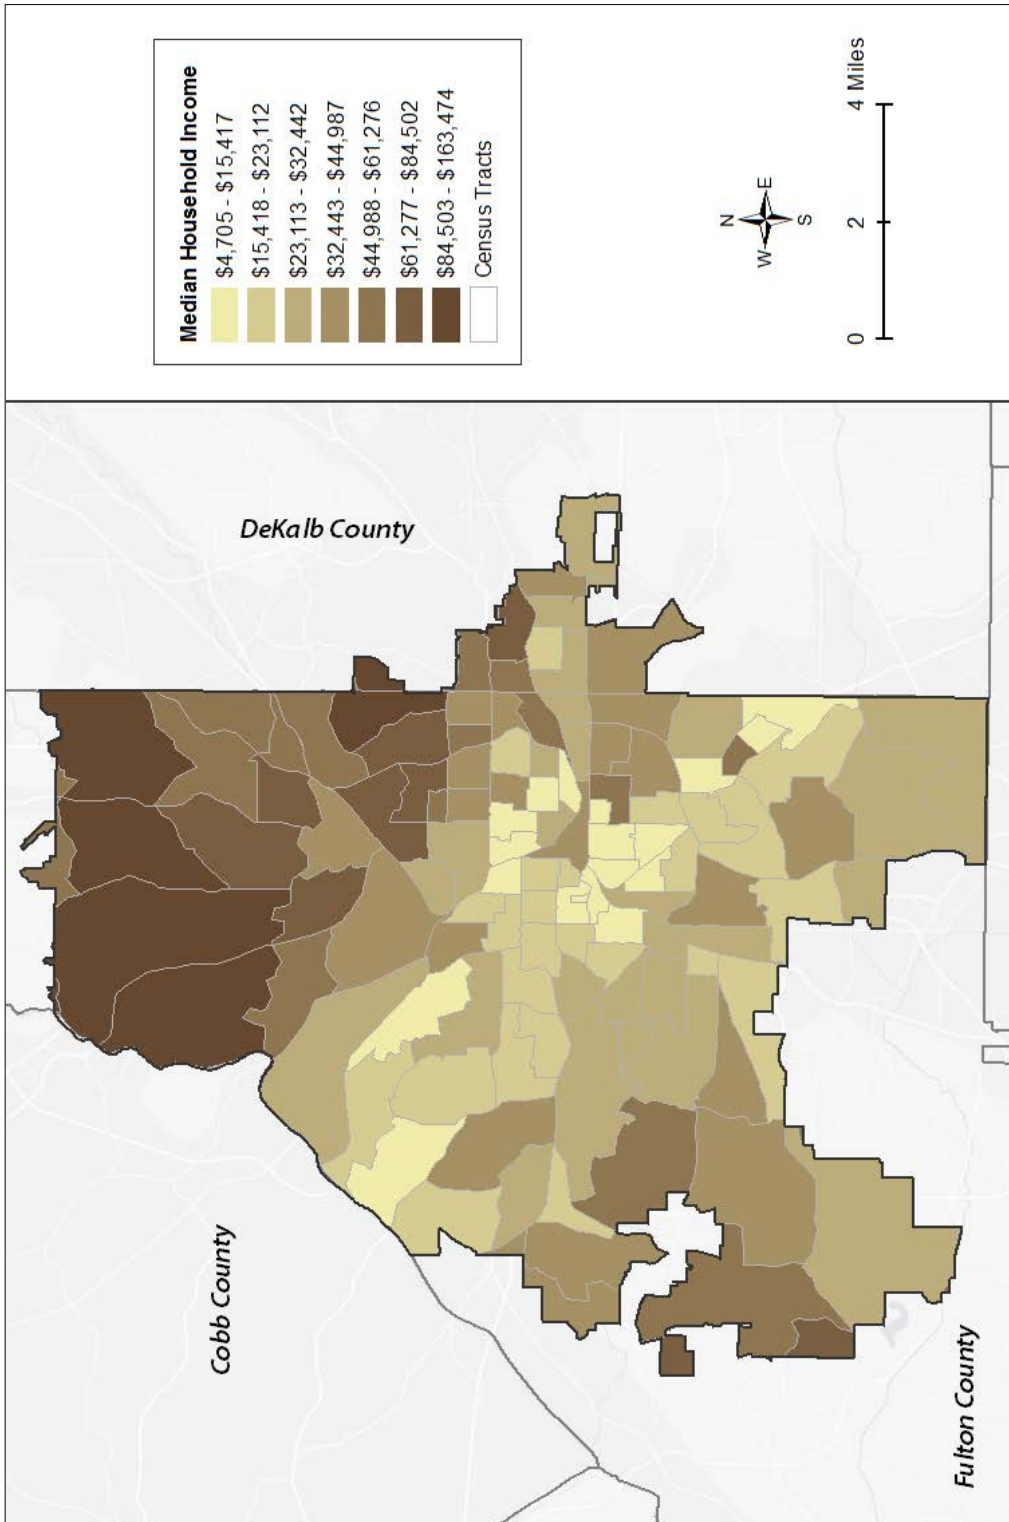 Median Household Income
$4,705 - $15,417
$15,418 - $23,112
$23,113 - $32,442
$32,443 - $44,987
$44,988 - $61,276
$61,277 - $84,502
$84,503 - $163,474
Census Tracts
DeKalb County
Cobb County
Fulton County
N
W E
S
0 2 4 Miles